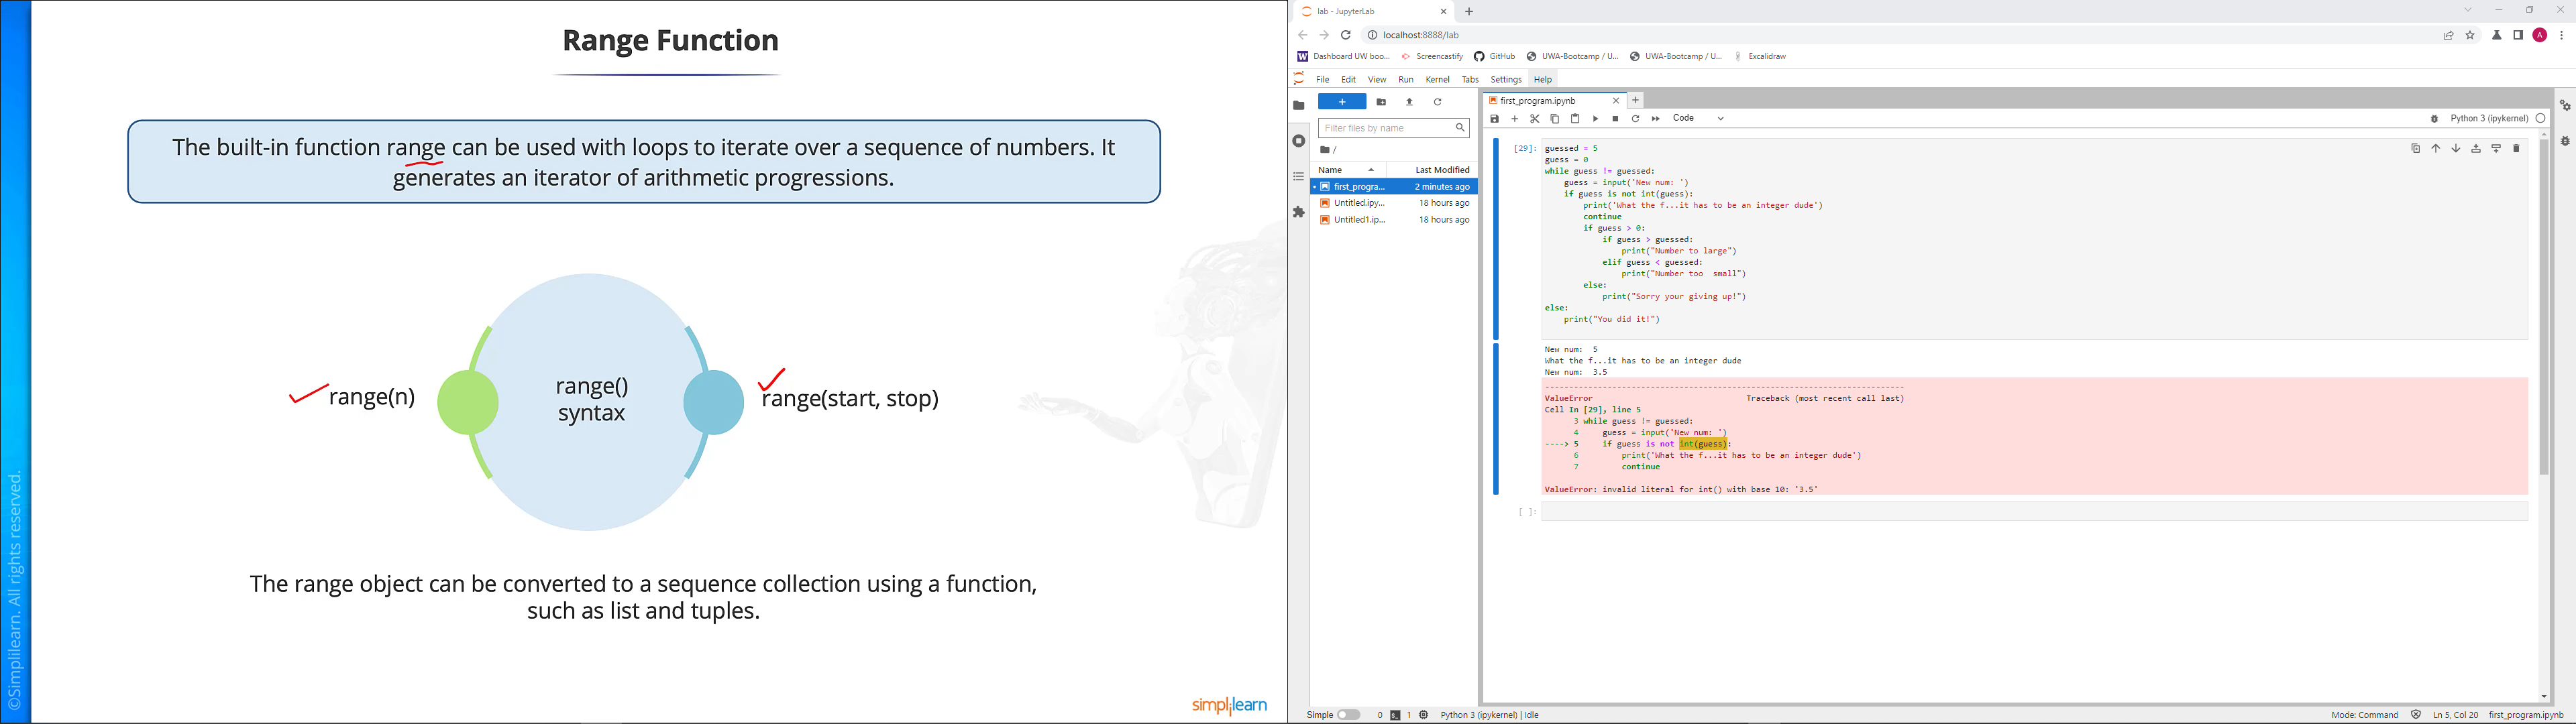 Range Function
The built-in function range can be used with loops to iterate over a sequence of numbers. It
generates an iterator of arithmetic progressions.
range(n)
range()
syntax
range(start, stop)
The range object can be converted to a sequence collection using a function,
such as list and tuples.
©Simplilearn. All rights reserved.
simplilearn
lab - JupyterLab
localhost:8888/lab
Dashboard UW boo...
Screencastify
GitHub
UWA-Bootcamp / U...
UWA-Bootcamp / U...
Excalidraw
A
File Edit View Run Kernel Tabs Settings Help
Filter files by name
/
Name Last Modified
first_progra... 2 minutes ago
Untitled.ipy... 18 hours ago
Untitled1.ip... 18 hours ago
first_program.ipynb
Code
Python 3 (ipykernel)
[29]: guessed = 5
guess = 0
while guess != guessed:
guess = input('New num: ')
if guess is not int(guess):
print('What the f...it has to be an integer dude')
continue
if guess > 0:
if guess > guessed:
print("Number to large")
elif guess < guessed:
print("Number too  small")
else:
print("Sorry your giving up!")
else:
print("You did it!")
New num:  5
What the f...it has to be an integer dude
New num:  3.5
---------------------------------------------------------------------------
ValueError Traceback (most recent call last)
Cell In [29], line 5
3 while guess != guessed:
4 guess = input('New num: ')
----> 5 if guess is not int(guess):
6 print('What the f...it has to be an integer dude')
7 continue
ValueError: invalid literal for int() with base 10: '3.5'
[ ]:
Simple 0 1 Python 3 (ipykernel) | Idle
Mode: Command Ln 5, Col 20 first_program.ipynb